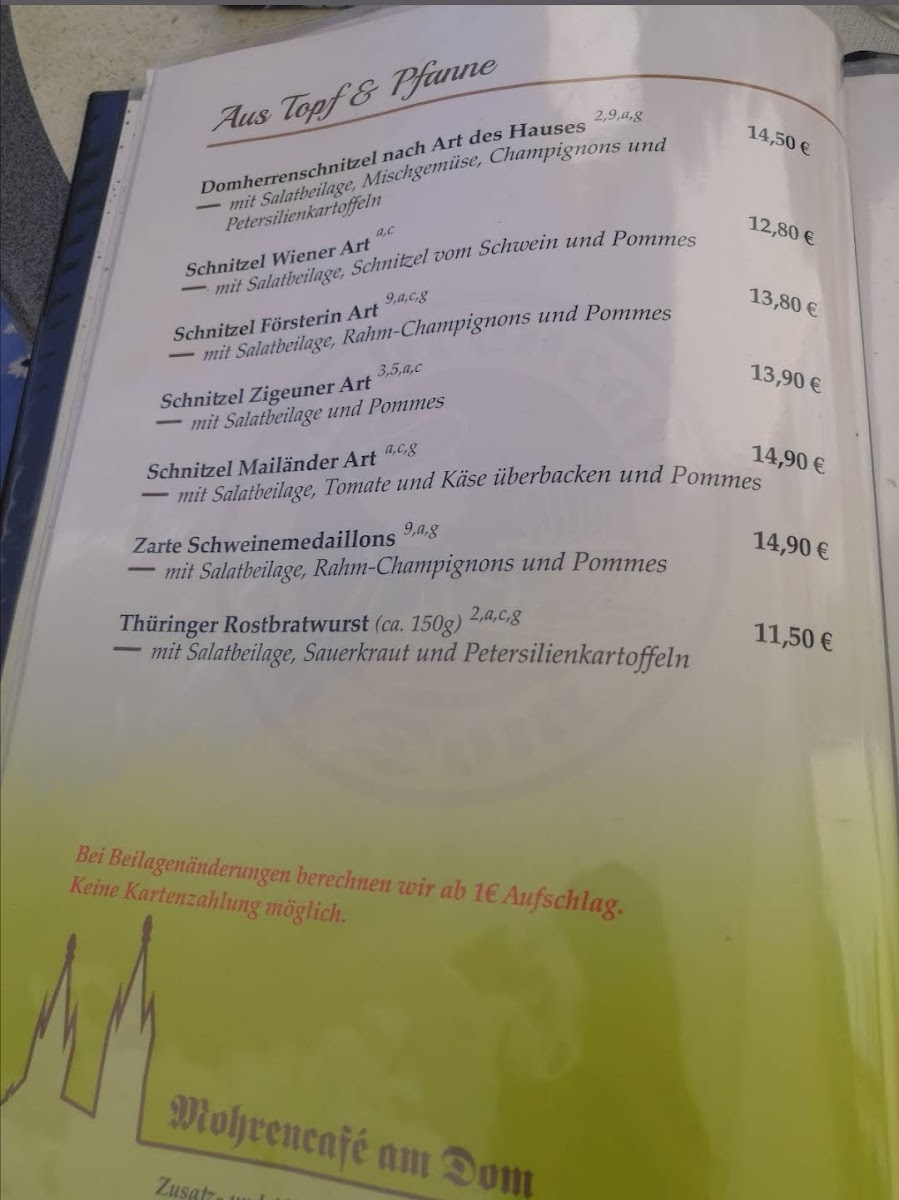 Aus Topf & Pfanne
Domherrenschnitzel nach Art des Hauses 2,9,a,g 14,50 €
— mit Salatbeilage, Mischgemüse, Champignons und
Petersilienkartoffeln
Schnitzel Wiener Art a,c 12,80 €
— mit Salatbeilage, Schnitzel vom Schwein und Pommes
Schnitzel Försterin Art 9,a,c,g 13,80 €
— mit Salatbeilage, Rahm-Champignons und Pommes
Schnitzel Zigeuner Art 3,5,a,c 13,90 €
— mit Salatbeilage und Pommes
Schnitzel Mailänder Art a,c,g 14,90 €
— mit Salatbeilage, Tomate und Käse überbacken und Pommes
Zarte Schweinemedaillons 9,a,g 14,90 €
— mit Salatbeilage, Rahm-Champignons und Pommes
Thüringer Rostbratwurst (ca. 150g) 2,a,c,g 11,50 €
— mit Salatbeilage, Sauerkraut und Petersilienkartoffeln
Bei Beilagenänderungen berechnen wir ab 1€ Aufschlag.
Keine Kartenzahlung möglich.
Mohrencafé am Dom
Zusatz-